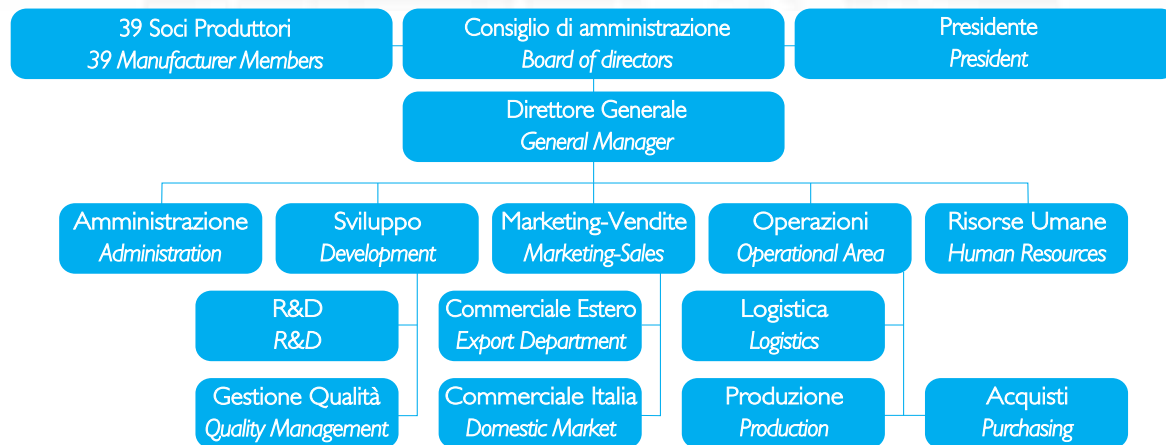 39 Soci Produttori
39 Manufacturer Members
Consiglio di amministrazione
Board of directors
Presidente
President
Direttore Generale
General Manager
Amministrazione
Administration
Sviluppo
Development
Marketing-Vendite
Marketing-Sales
Operazioni
Operational Area
Risorse Umane
Human Resources
R&D
R&D
Commerciale Estero
Export Department
Logistica
Logistics
Gestione Qualità
Quality Management
Commerciale Italia
Domestic Market
Produzione
Production
Acquisti
Purchasing